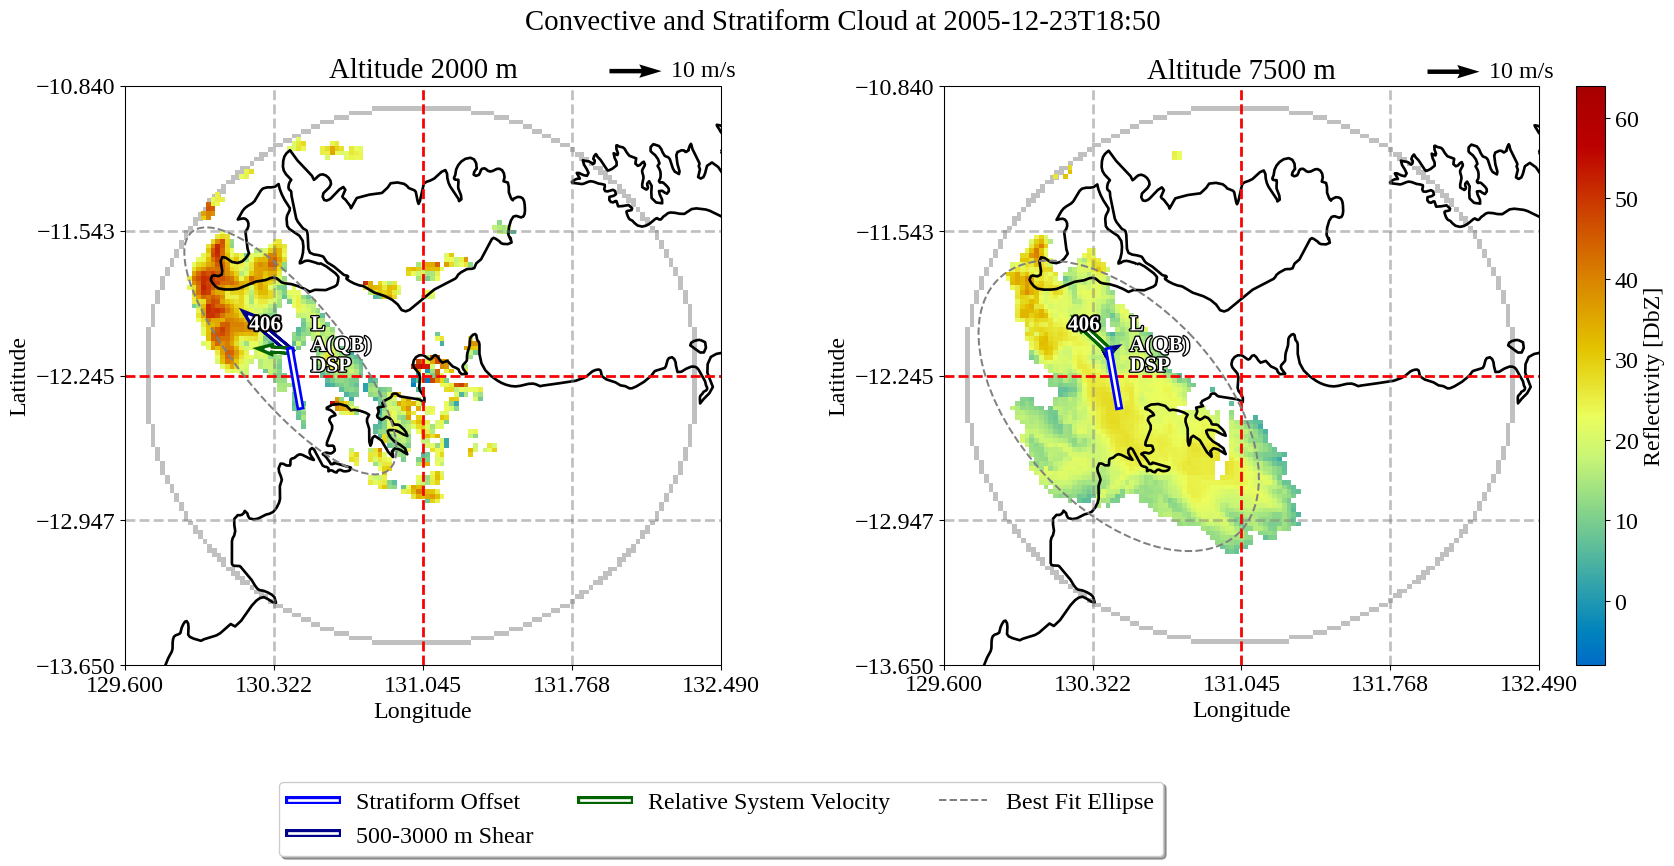 Convective and Stratiform Cloud at 2005-12-23T18:50
Altitude 2000 m
10 m/s
−10.840
−11.543
−12.245
−12.947
−13.650
129.600
130.322
131.045
131.768
132.490
Latitude
Longitude
406
L
A(QB)
DSP
Altitude 7500 m
10 m/s
−10.840
−11.543
−12.245
−12.947
−13.650
129.600
130.322
131.045
131.768
132.490
Latitude
Longitude
406
L
A(QB)
DSP
60
50
40
30
20
10
0
Reflectivity [DbZ]
Stratiform Offset
500-3000 m Shear
Relative System Velocity
Best Fit Ellipse